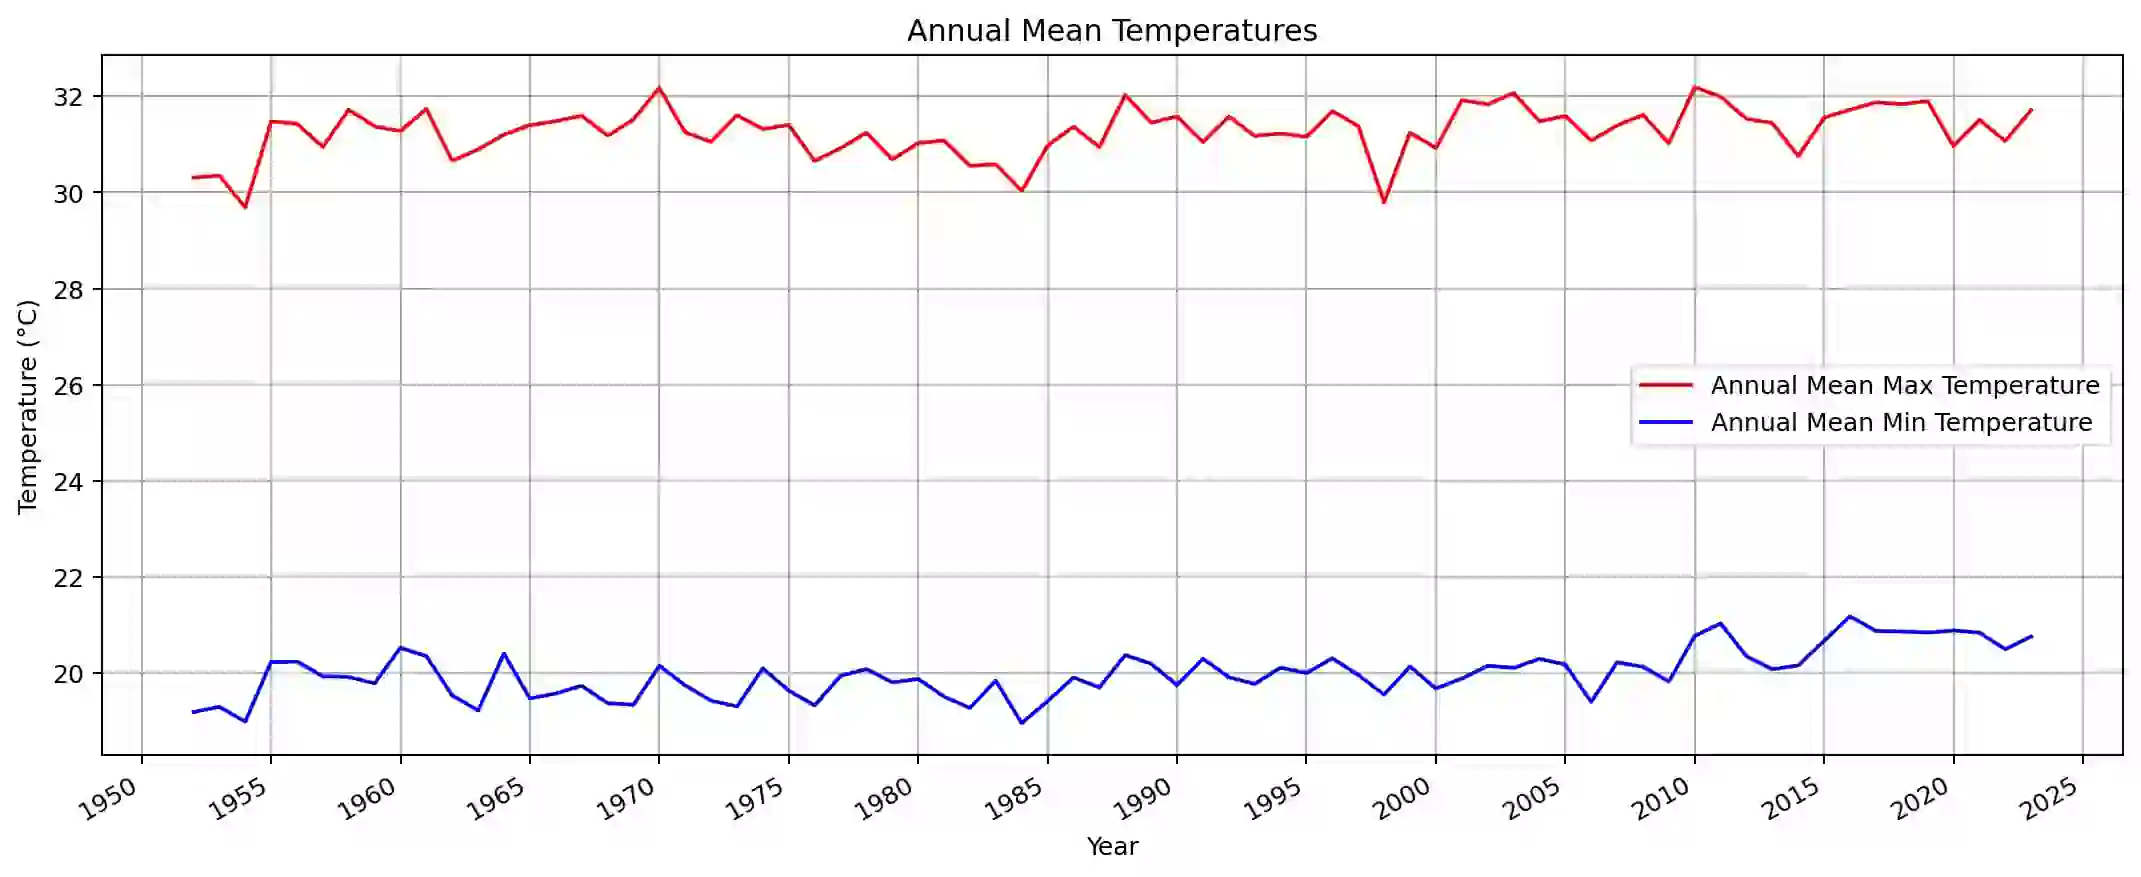 Annual Mean Temperatures
32
30
28
26
24
22
20
Temperature (°C)
Annual Mean Max Temperature
Annual Mean Min Temperature
1950 1955 1960 1965 1970 1975 1980 1985 1990 1995 2000 2005 2010 2015 2020 2025
Year